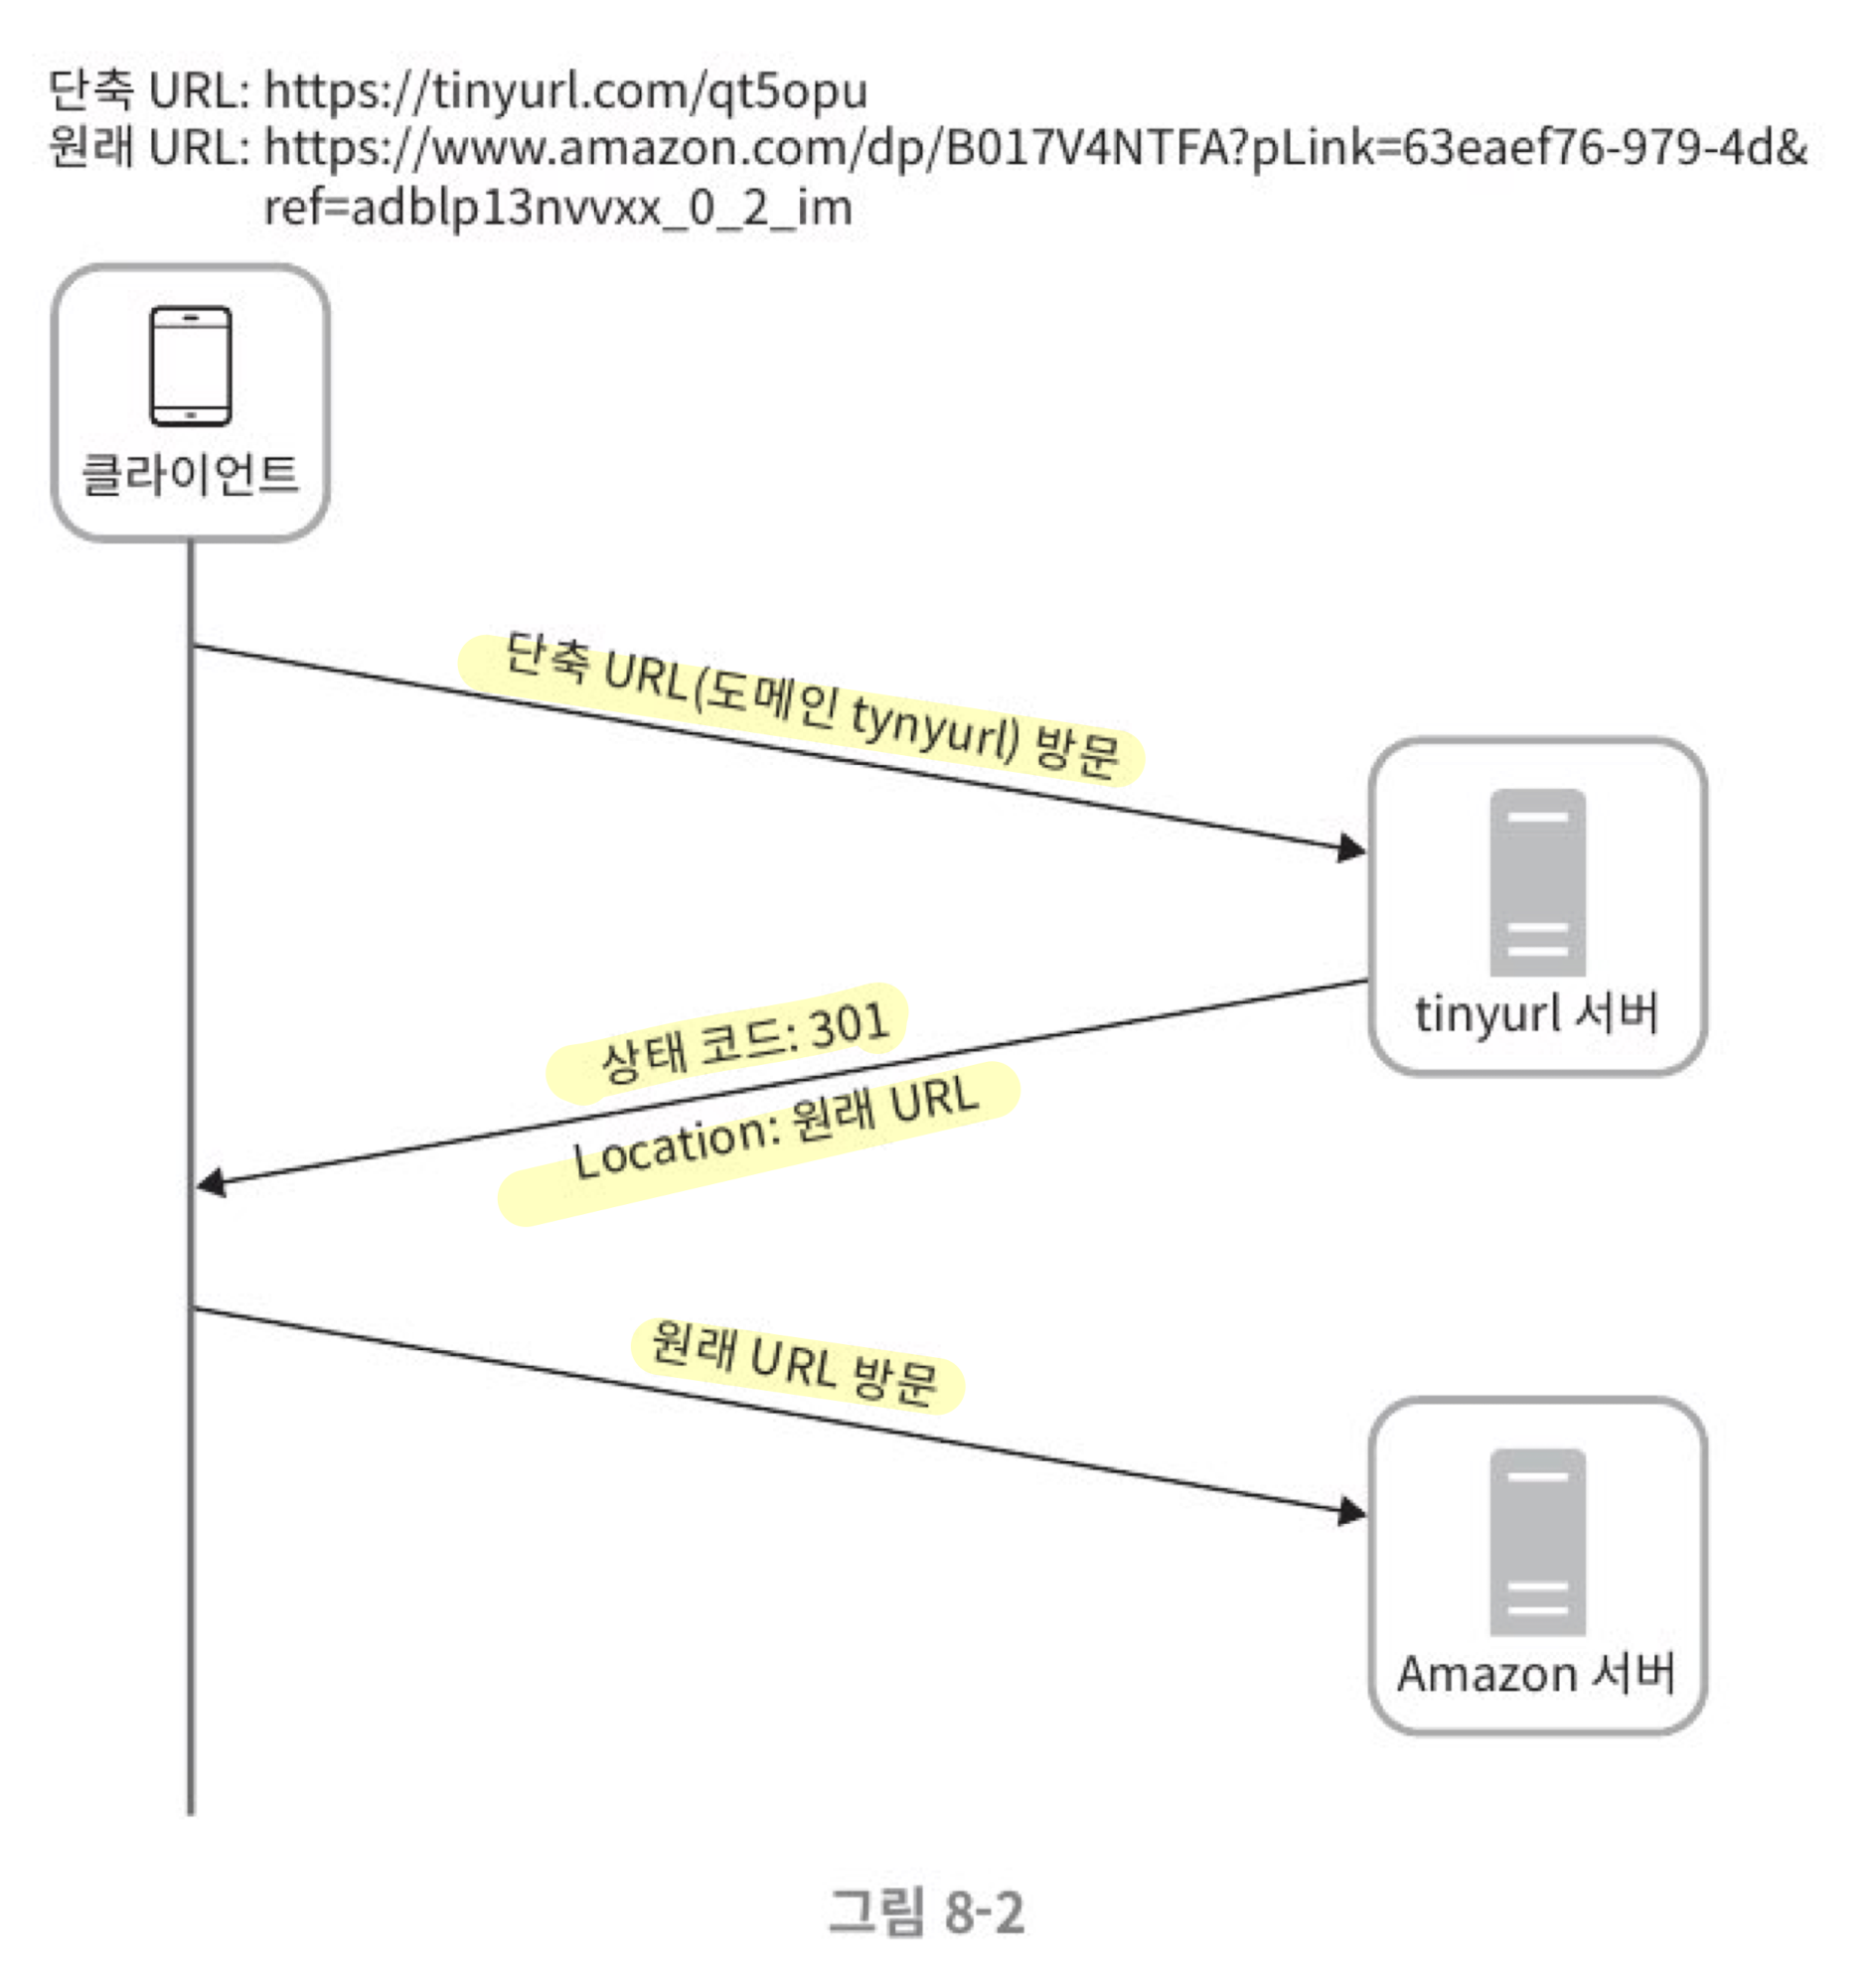 단축 URL: https://tinyurl.com/qt5opu
원래 URL: https://www.amazon.com/dp/B017V4NTFA?pLink=63eaef76-979-4d&
ref=adblp13nvvxx_0_2_im
클라이언트
단축 URL(도메인 tynyurl) 방문
tinyurl 서버
상태 코드: 301
Location: 원래 URL
원래 URL 방문
Amazon 서버
그림 8-2